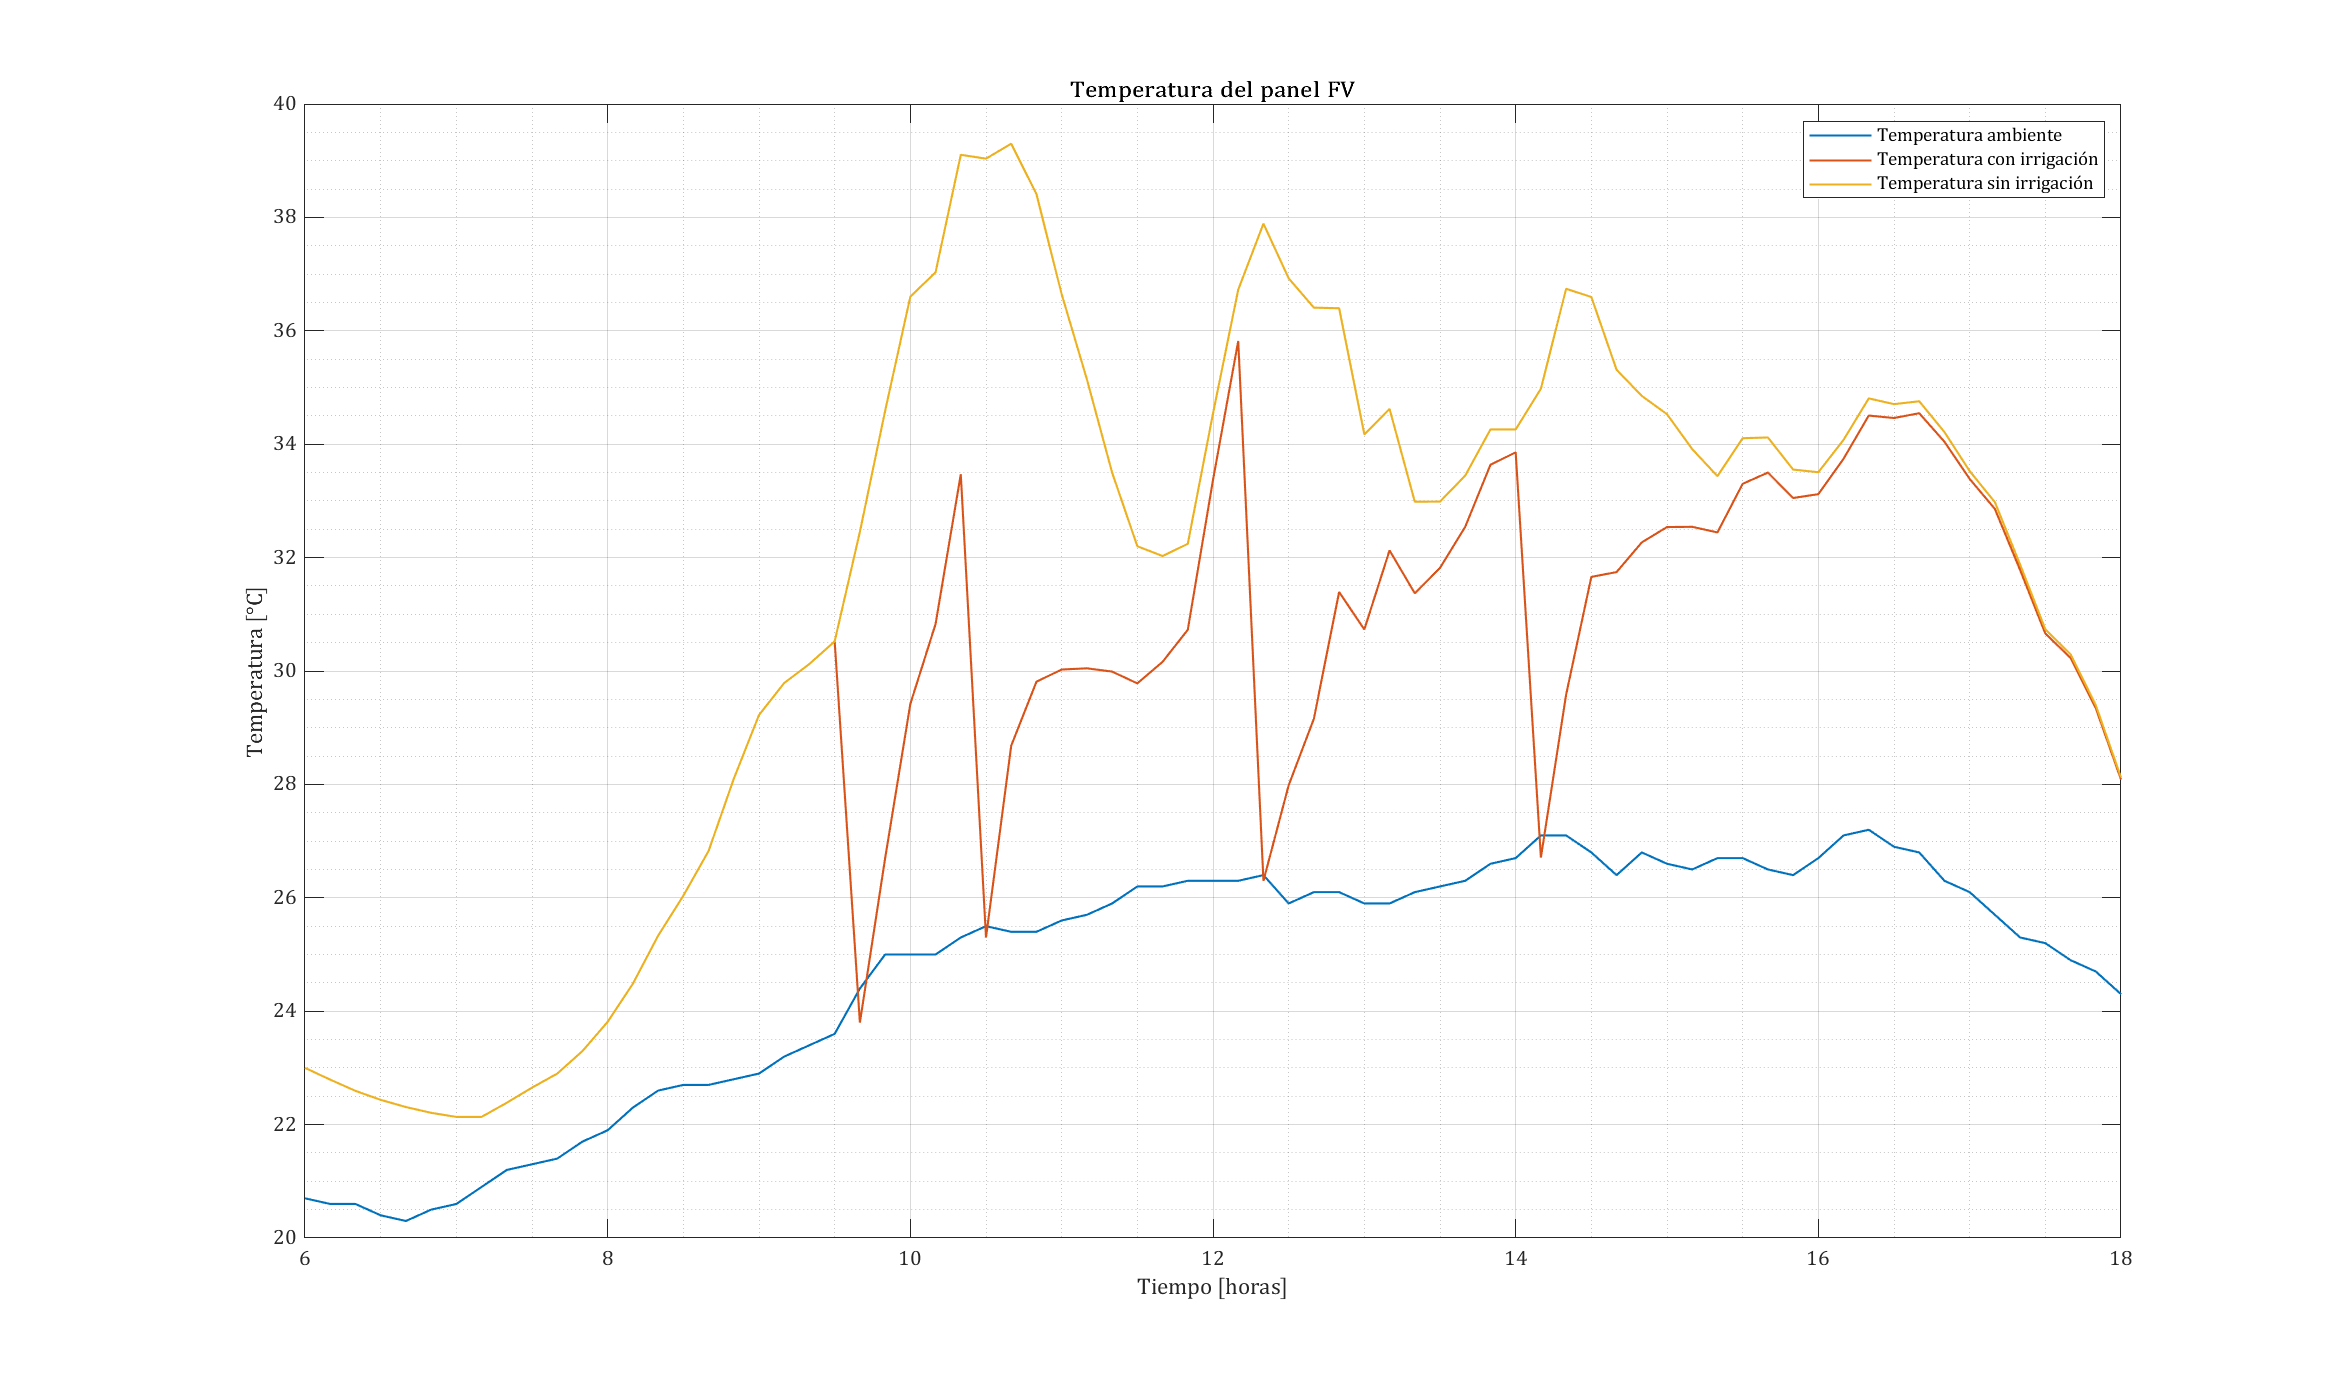 Temperatura del panel FV
Temperatura ambiente
Temperatura con irrigación
Temperatura sin irrigación
Temperatura [°C]
40
38
36
34
32
30
28
26
24
22
20
6 8 10 12 14 16 18
Tiempo [horas]